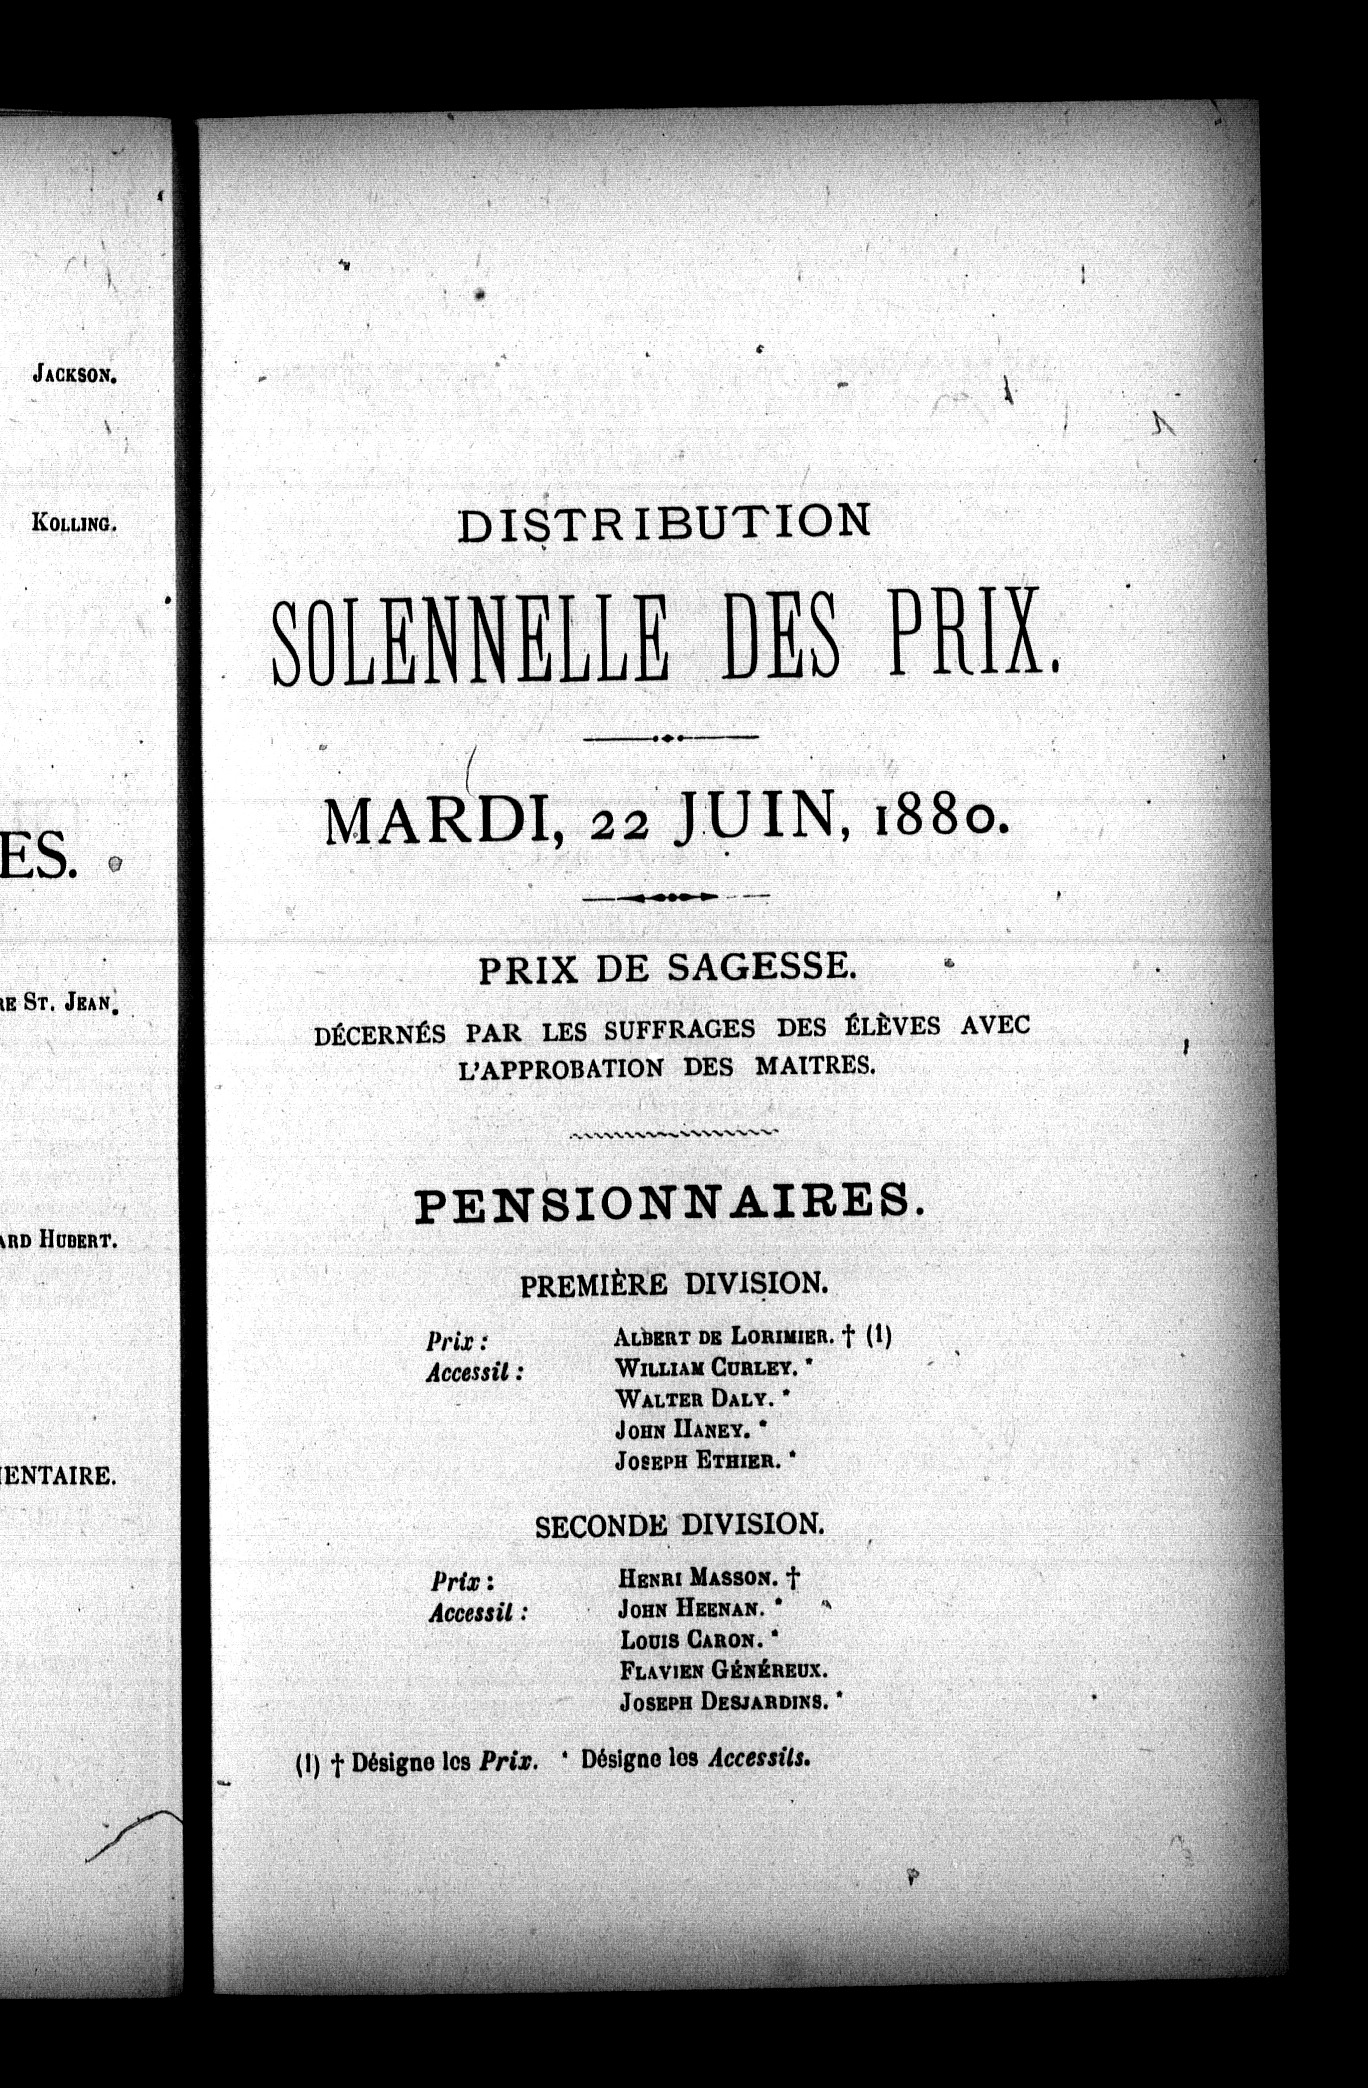 JACKSON.
KOLLING.
ES.
RE ST. JEAN.
ARD HUBERT.
ENTAIRE.
DISTRIBUTION
SOLENNELLE DES PRIX.
MARDI, 22 JUIN, 1880.
PRIX DE SAGESSE.
DÉCERNÉS PAR LES SUFFRAGES DES ÉLÈVES AVEC
L'APPROBATION DES MAITRES.
PENSIONNAIRES.
PREMIÈRE DIVISION.
Prix : ALBERT DE LORIMIER. † (1)
Accessit : WILLIAM CURLEY. *
WALTER DALY. *
JOHN HANEY. *
JOSEPH ETHIER. *
SECONDE DIVISION.
Prix : HENRI MASSON. †
Accessit : JOHN HEENAN. *
LOUIS CARON. *
FLAVIEN GÉNÉREUX.
JOSEPH DESJARDINS. *
(1) † Désigne les Prix. * Désigne les Accessits.